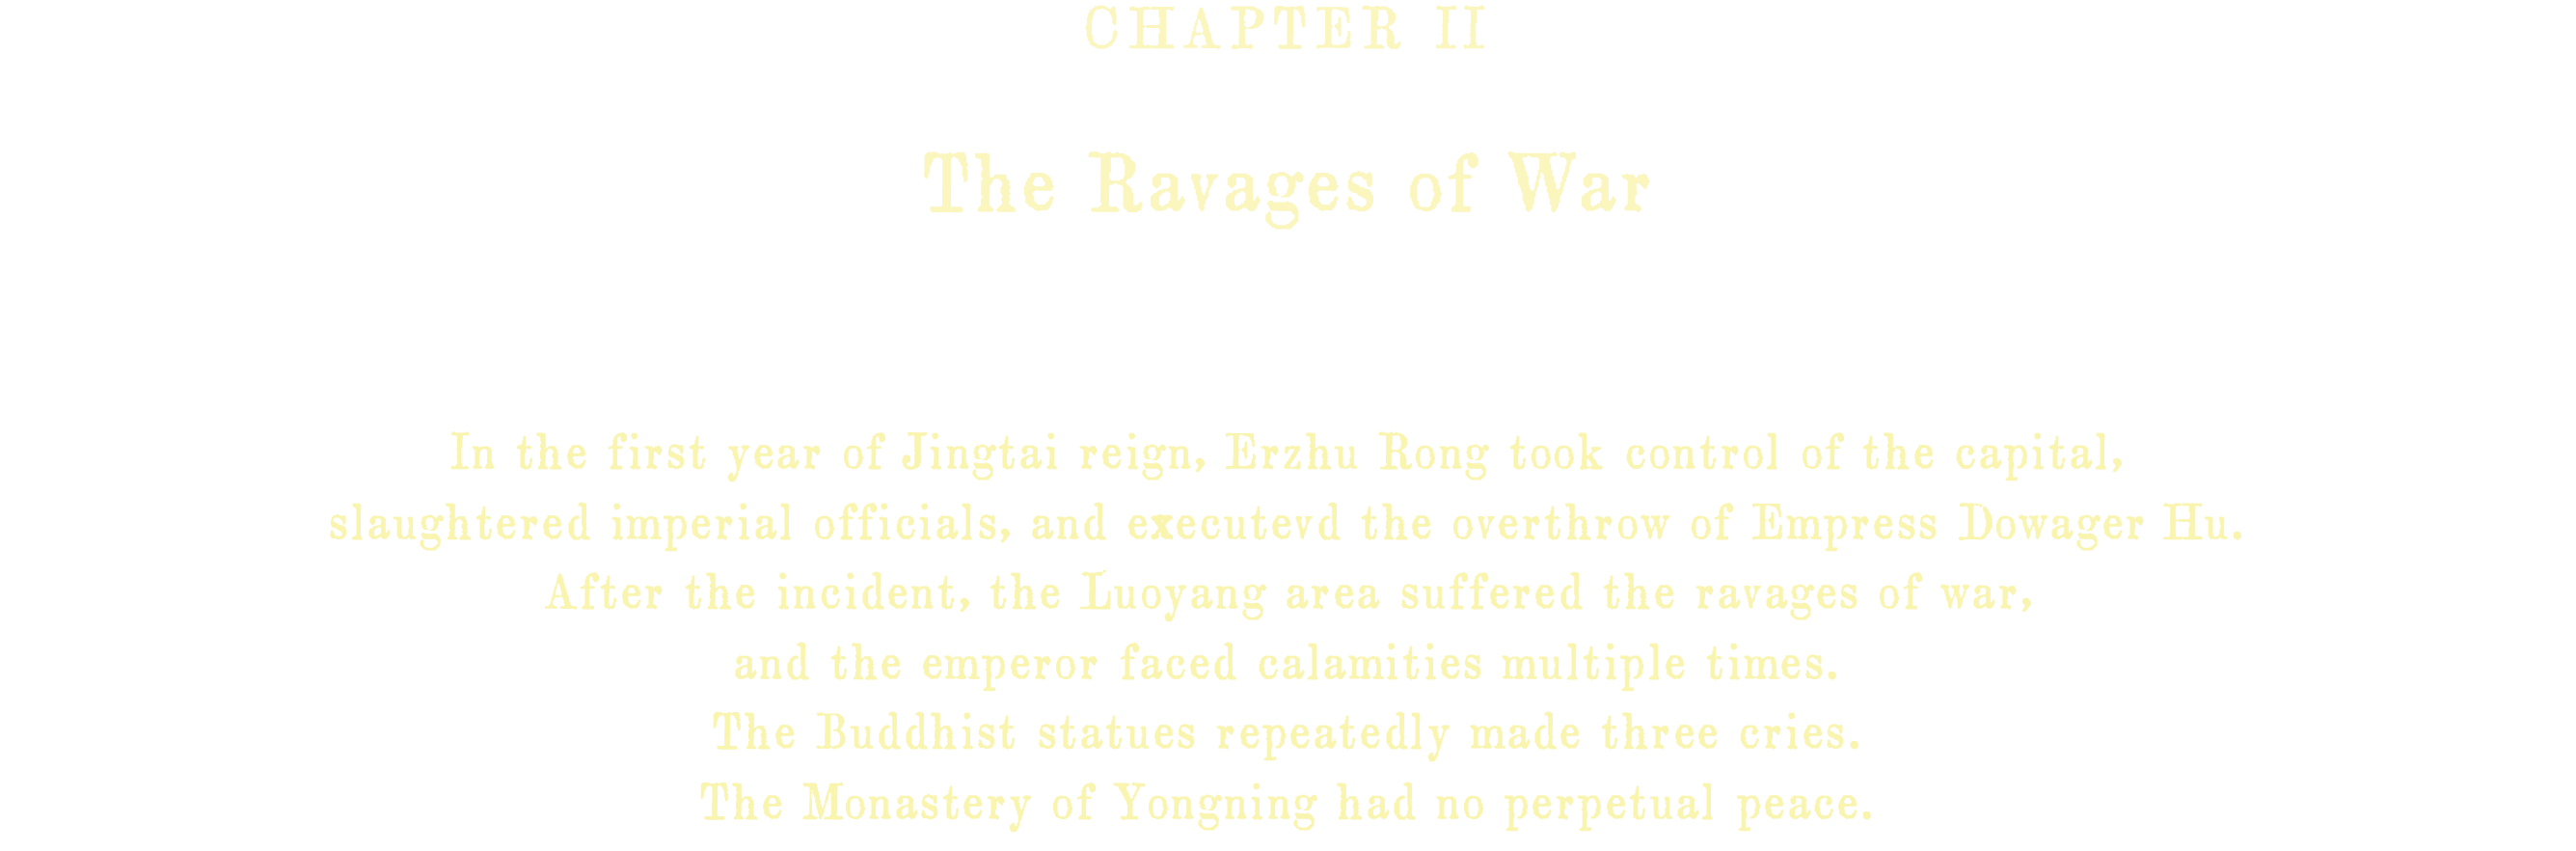 CHAPTER II
The Ravages of War
In the first year of Jingtai reign, Erzhu Rong took control of the capital,
slaughtered imperial officials, and executevd the overthrow of Empress Dowager Hu.
After the incident, the Luoyang area suffered the ravages of war,
and the emperor faced calamities multiple times.
The Buddhist statues repeatedly made three cries.
The Monastery of Yongning had no perpetual peace.